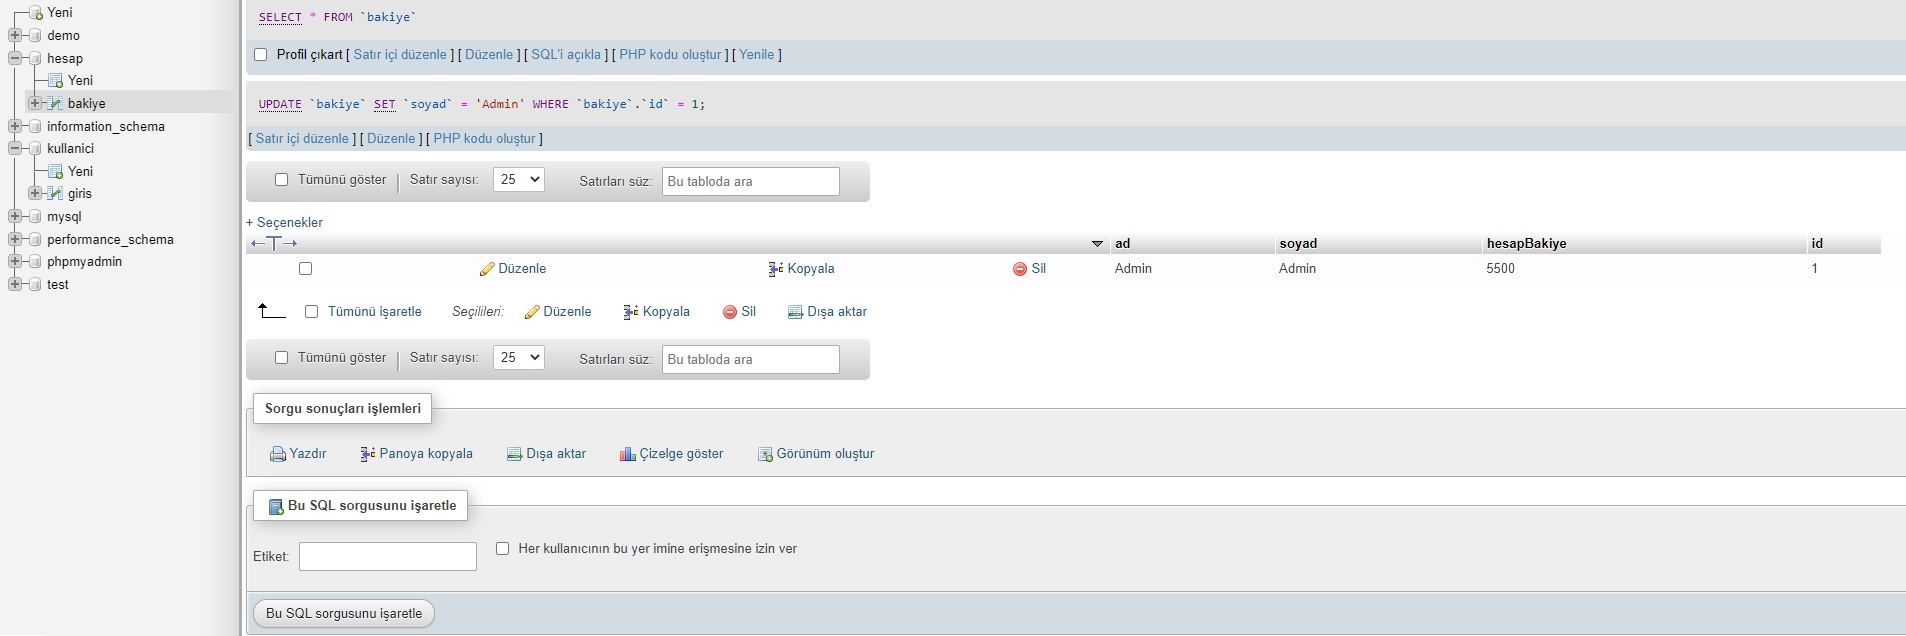 Yeni
demo
hesap
Yeni
bakiye
information_schema
kullanici
Yeni
giris
mysql
performance_schema
phpmyadmin
test
SELECT * FROM `bakiye`
Profil çıkart [ Satır içi düzenle ] [ Düzenle ] [ SQL'i açıkla ] [ PHP kodu oluştur ] [ Yenile ]
UPDATE `bakiye` SET `soyad` = 'Admin' WHERE `bakiye`.`id` = 1;
[ Satır içi düzenle ] [ Düzenle ] [ PHP kodu oluştur ]
Tümünü göster | Satır sayısı: 25 Satırları süz: Bu tabloda ara
+ Seçenekler
←T→ ad soyad hesapBakiye id
Düzenle Kopyala Sil Admin Admin 5500 1
Tümünü işaretle Seçilileri: Düzenle Kopyala Sil Dışa aktar
Tümünü göster | Satır sayısı: 25 Satırları süz: Bu tabloda ara
Sorgu sonuçları işlemleri
Yazdır Panoya kopyala Dışa aktar Çizelge göster Görünüm oluştur
Bu SQL sorgusunu işaretle
Etiket: Her kullanıcının bu yer imine erişmesine izin ver
Bu SQL sorgusunu işaretle